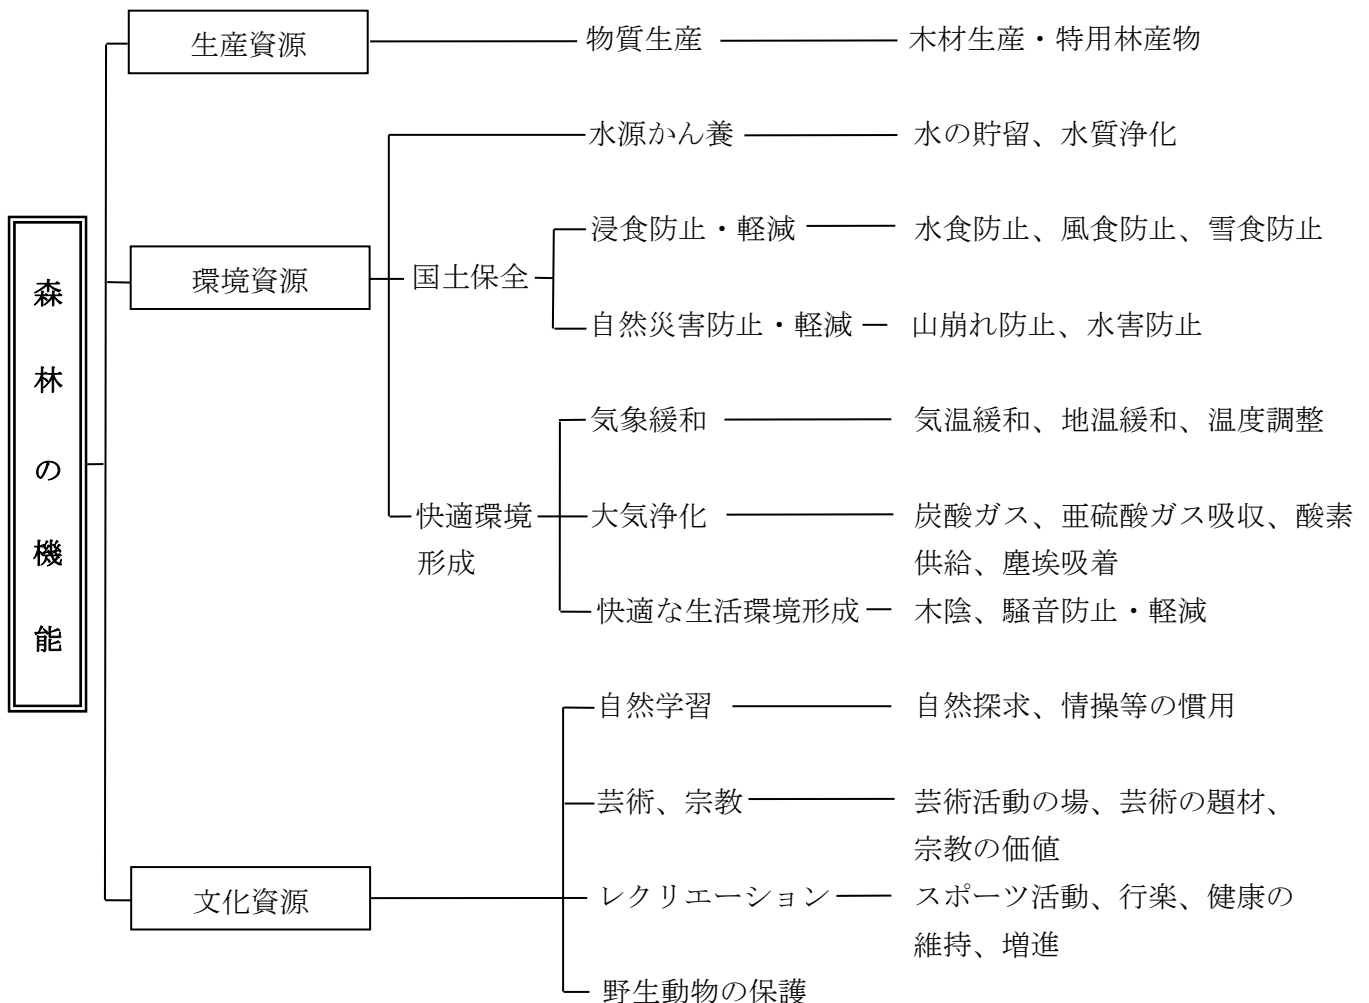 森林の機能
生産資源
物質生産
木材生産・特用林産物
環境資源
水源かん養
水の貯留、水質浄化
国土保全
浸食防止・軽減
水食防止、風食防止、雪食防止
自然災害防止・軽減
山崩れ防止、水害防止
快適環境
形成
気象緩和
気温緩和、地温緩和、温度調整
大気浄化
炭酸ガス、亜硫酸ガス吸収、酸素
供給、塵埃吸着
快適な生活環境形成
木陰、騒音防止・軽減
文化資源
自然学習
自然探求、情操等の慣用
芸術、宗教
芸術活動の場、芸術の題材、
宗教の価値
レクリエーション
スポーツ活動、行楽、健康の
維持、増進
野生動物の保護